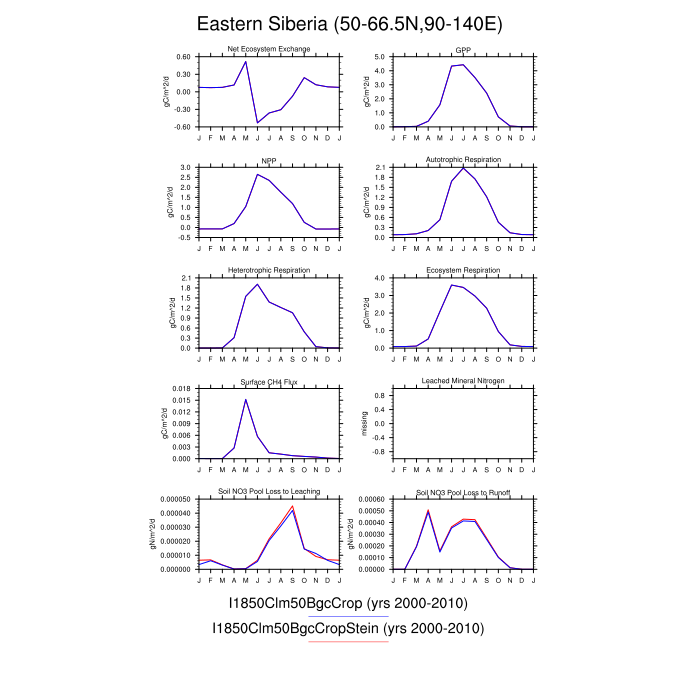 Eastern Siberia (50-66.5N,90-140E)
Net Ecosystem Exchange
gC/m^2/d
0.60
0.30
0.00
-0.30
-0.60
J F M A M J J A S O N D J
GPP
gC/m^2/d
5.0
4.0
3.0
2.0
1.0
0.0
J F M A M J J A S O N D J
NPP
gC/m^2/d
3.0
2.5
2.0
1.5
1.0
0.5
0.0
-0.5
J F M A M J J A S O N D J
Autotrophic Respiration
gC/m^2/d
2.1
1.8
1.5
1.2
0.9
0.6
0.3
0.0
J F M A M J J A S O N D J
Heterotrophic Respiration
gC/m^2/d
2.1
1.8
1.5
1.2
0.9
0.6
0.3
0.0
J F M A M J J A S O N D J
Ecosystem Respiration
gC/m^2/d
4.0
3.0
2.0
1.0
0.0
J F M A M J J A S O N D J
Surface CH4 Flux
gC/m^2/d
0.018
0.015
0.012
0.009
0.006
0.003
0.000
J F M A M J J A S O N D J
Leached Mineral Nitrogen
missing
0.8
0.4
0.0
-0.4
-0.8
J F M A M J J A S O N D J
Soil NO3 Pool Loss to Leaching
gN/m^2/d
0.000050
0.000040
0.000030
0.000020
0.000010
0.000000
J F M A M J J A S O N D J
Soil NO3 Pool Loss to Runoff
gN/m^2/d
0.00060
0.00050
0.00040
0.00030
0.00020
0.00010
0.00000
J F M A M J J A S O N D J
I1850Clm50BgcCrop (yrs 2000-2010)
I1850Clm50BgcCropStein (yrs 2000-2010)